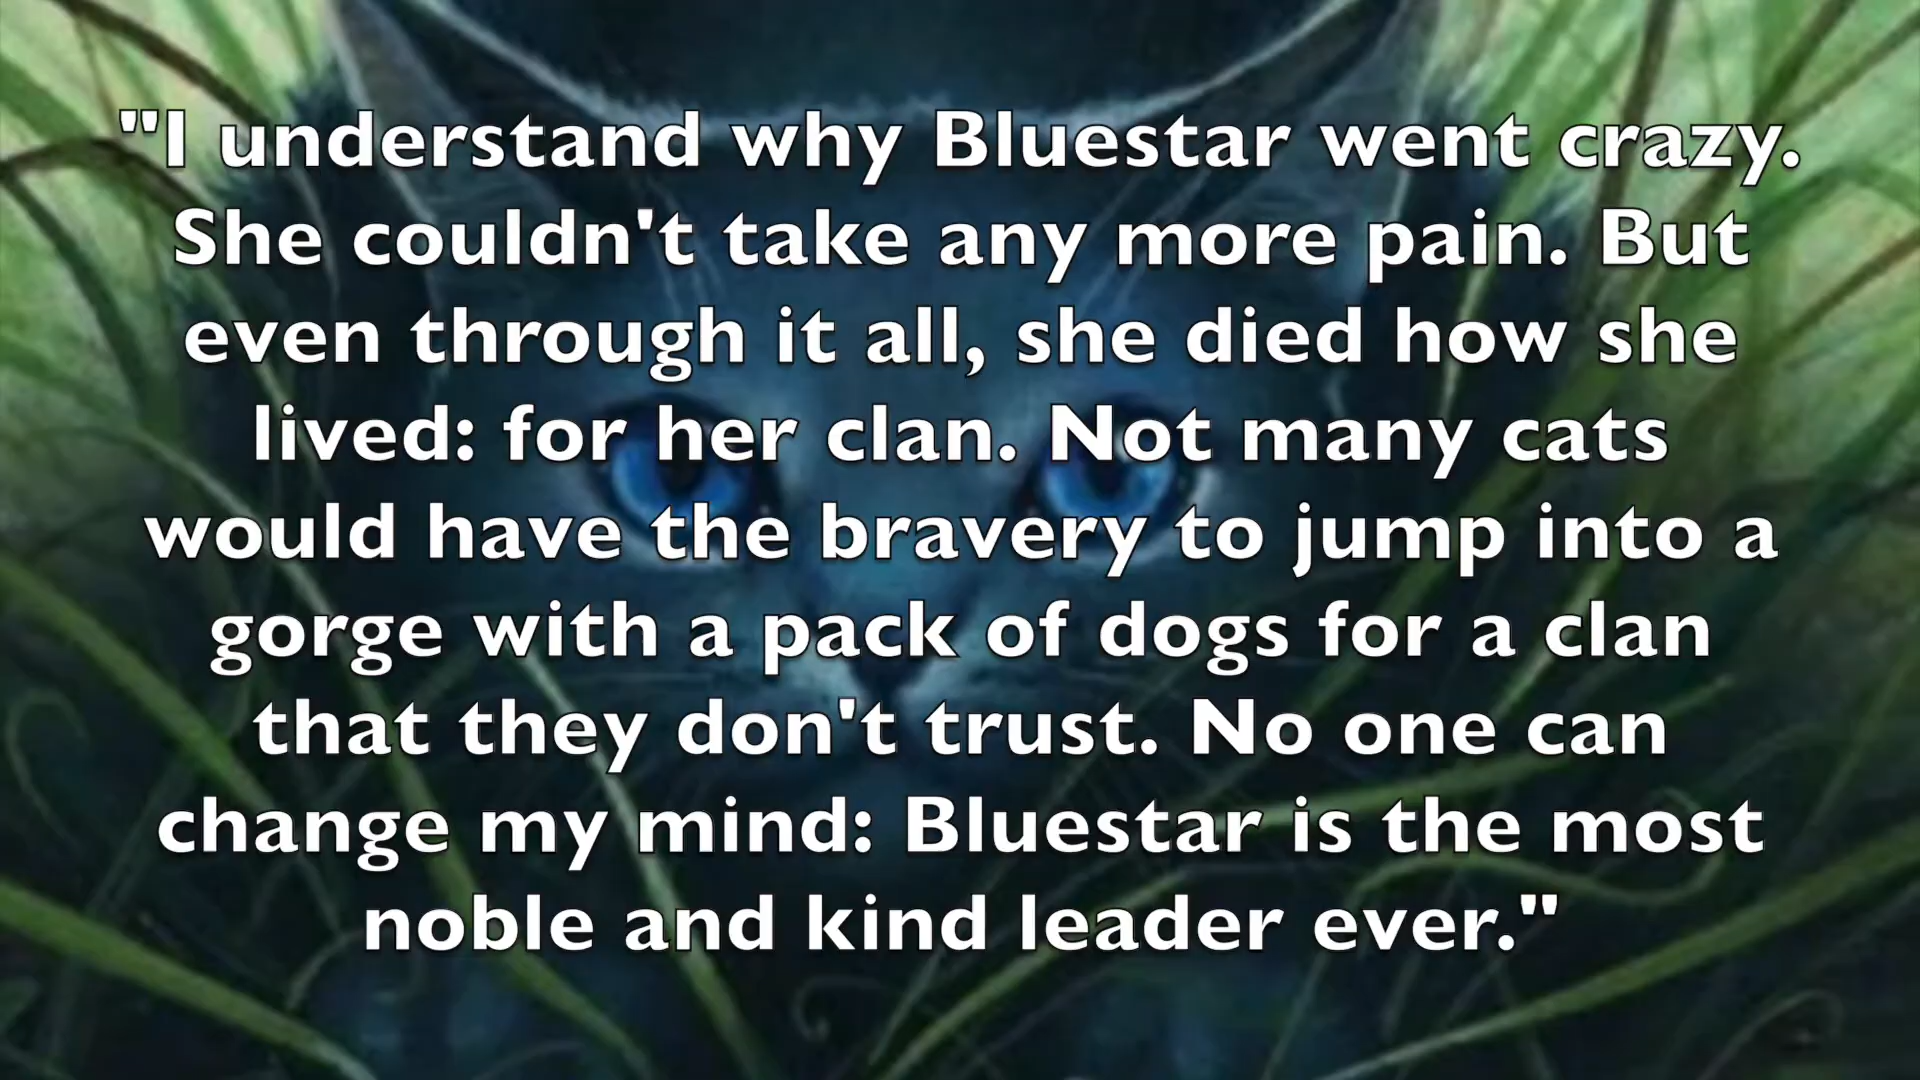 "I understand why Bluestar went crazy.
She couldn't take any more pain. But
even through it all, she died how she
lived: for her clan. Not many cats
would have the bravery to jump into a
gorge with a pack of dogs for a clan
that they don't trust. No one can
change my mind: Bluestar is the most
noble and kind leader ever."